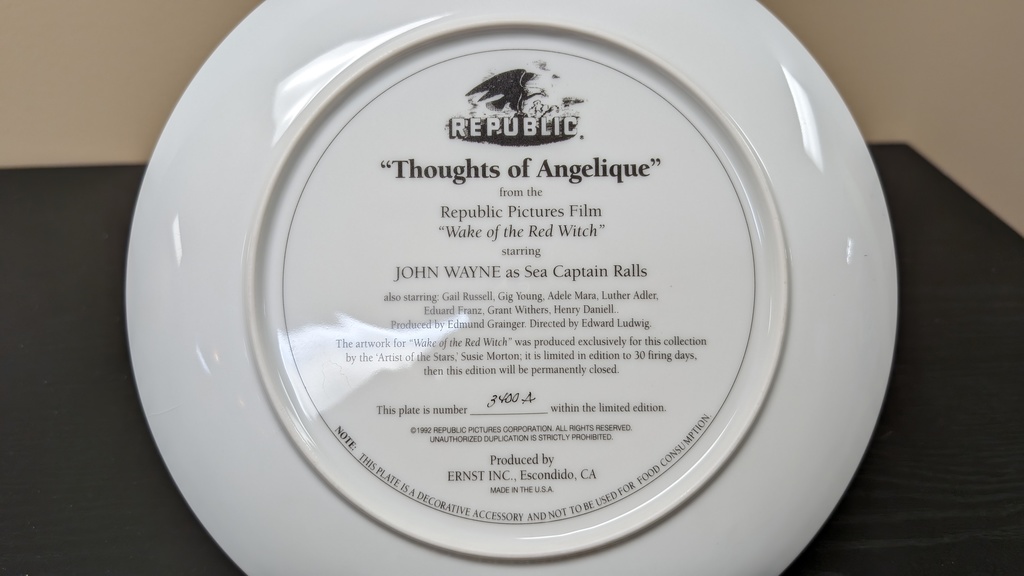 REPUBLIC.
“Thoughts of Angelique”
from the
Republic Pictures Film
“Wake of the Red Witch”
starring
JOHN WAYNE as Sea Captain Ralls
also starring: Gail Russell, Gig Young, Adele Mara, Luther Adler,
Eduard Franz, Grant Withers, Henry Daniell..
Produced by Edmund Grainger. Directed by Edward Ludwig.
The artwork for “Wake of the Red Witch” was produced exclusively for this collection
by the ‘Artist of the Stars,’ Susie Morton; it is limited in edition to 30 firing days,
then this edition will be permanently closed.
This plate is number 3400 A within the limited edition.
©1992 REPUBLIC PICTURES CORPORATION. ALL RIGHTS RESERVED.
UNAUTHORIZED DUPLICATION IS STRICTLY PROHIBITED.
Produced by
ERNST INC., Escondido, CA
MADE IN THE U.S.A.
NOTE: THIS PLATE IS A DECORATIVE ACCESSORY AND NOT TO BE USED FOR FOOD CONSUMPTION.